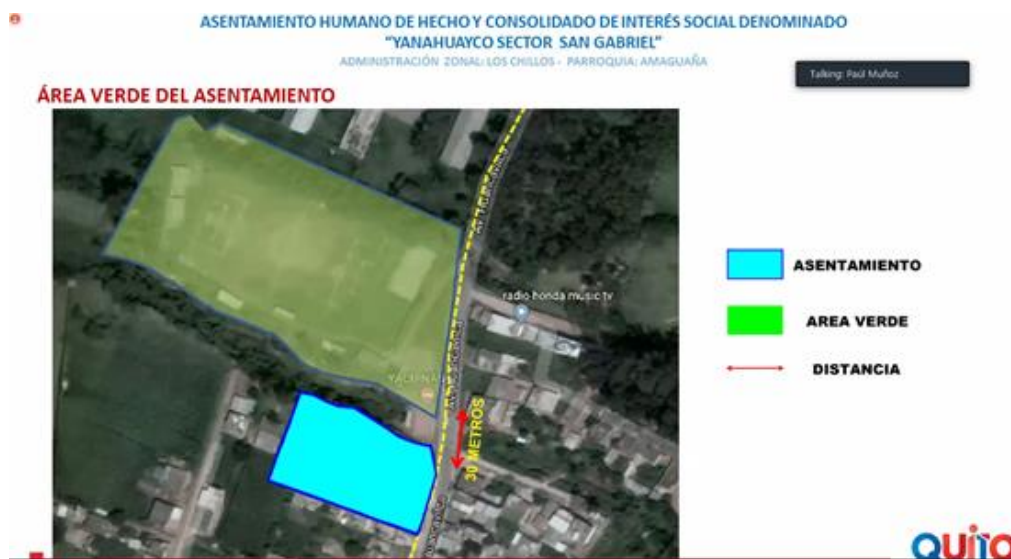 ASENTAMIENTO HUMANO DE HECHO Y CONSOLIDADO DE INTERÉS SOCIAL DENOMINADO
"YANAHUAYCO SECTOR SAN GABRIEL"
ADMINISTRACIÓN ZONAL: LOS CHILLOS - PARROQUIA: AMAGUAÑA
Talking: Paúl Muñoz
ÁREA VERDE DEL ASENTAMIENTO
radio honda music tv
30 METROS
ASENTAMIENTO
AREA VERDE
DISTANCIA
Quito